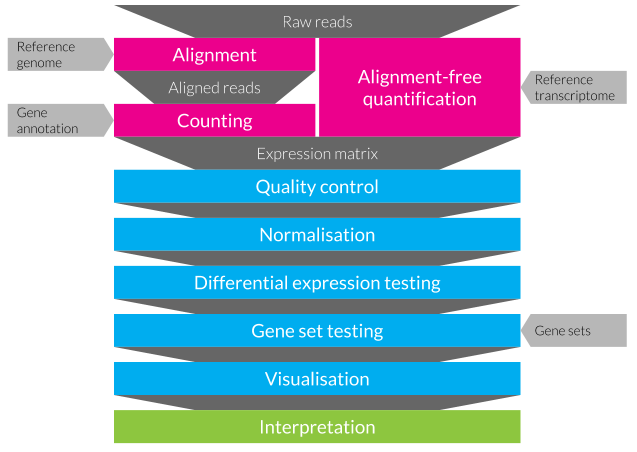 Raw reads
Reference
genome
Alignment
Alignment-free
quantification
Reference
transcriptome
Aligned reads
Gene
annotation
Counting
Expression matrix
Quality control
Normalisation
Differential expression testing
Gene set testing
Gene sets
Visualisation
Interpretation